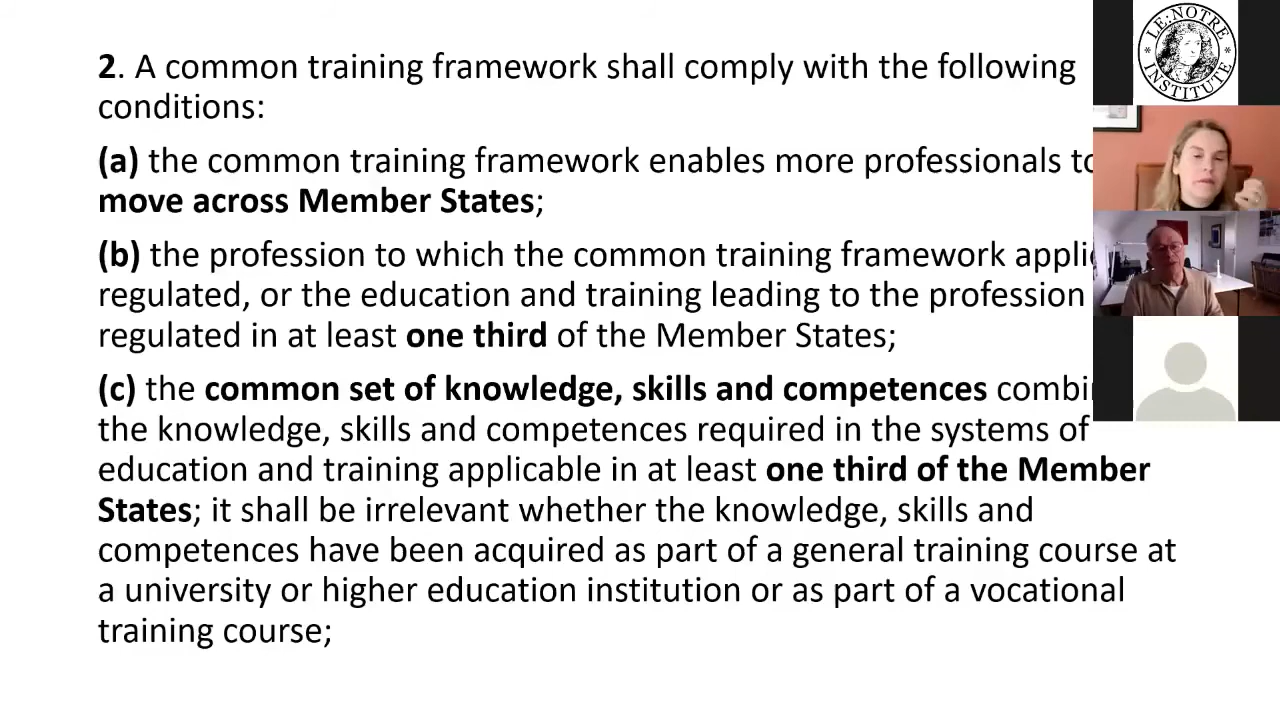 2. A common training framework shall comply with the following
conditions:
(a) the common training framework enables more professionals to
move across Member States;
(b) the profession to which the common training framework
regulated, or the education and training leading to the profession
regulated in at least one third of the Member States;
(c) the common set of knowledge, skills and competences
the knowledge, skills and competences required in the systems of
education and training applicable in at least one third of the Member
States; it shall be irrelevant whether the knowledge, skills and
competences have been acquired as part of a general training course at
a university or higher education institution or as part of a vocational
training course;
LE:NOTRE
INSTITUTE